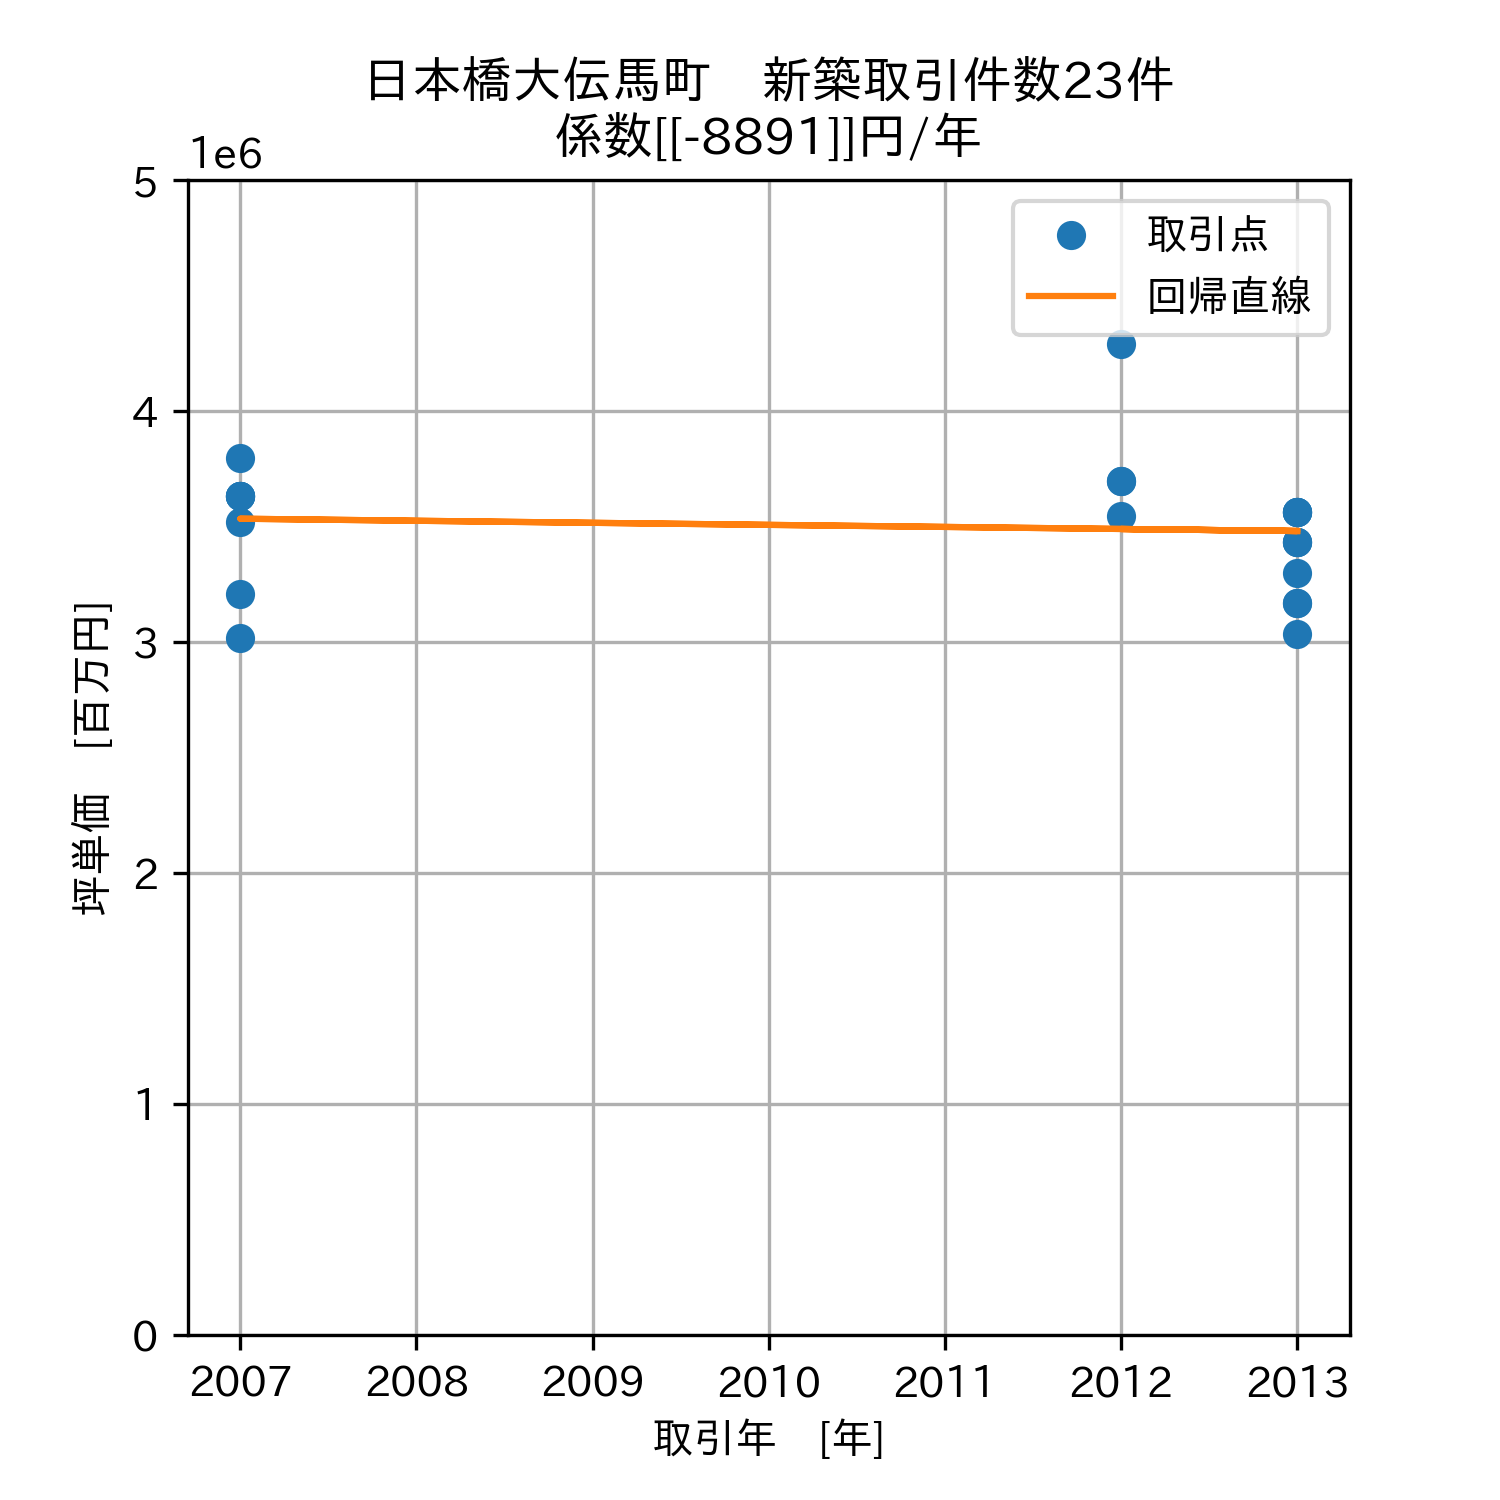 日本橋大伝馬町　新築取引件数23件
係数[[-8891]]円/年
1e6
5
4
3
2
1
0
坪単価　[百万円]
取引点
回帰直線
2007 2008 2009 2010 2011 2012 2013
取引年　[年]